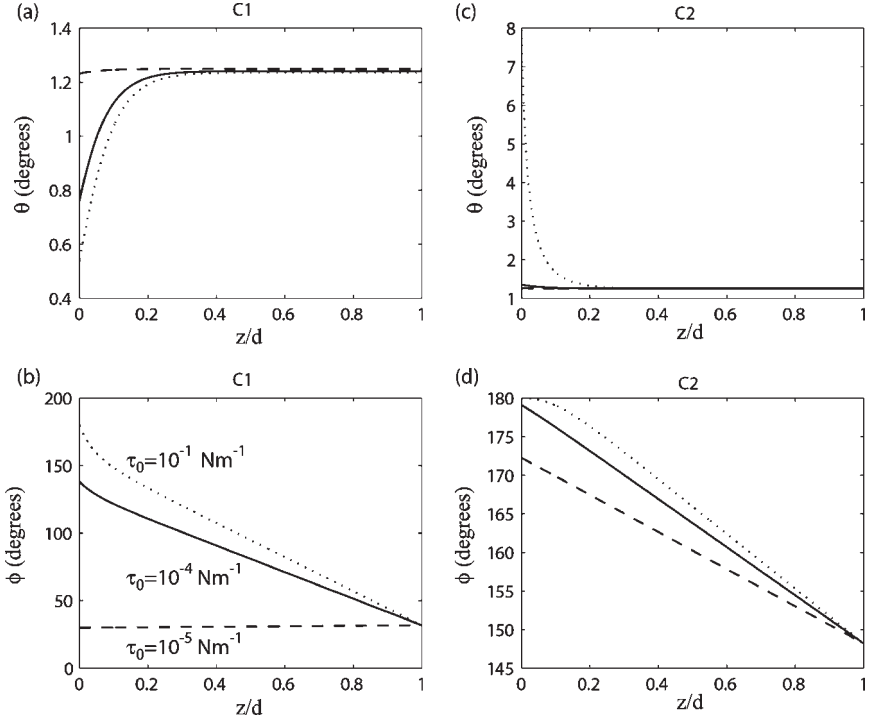 (a)
C1
1.4
1.2
1
0.8
0.6
0.4
θ (degrees)
0
0.2
0.4
0.6
0.8
1
z/d
(c)
C2
8
7
6
5
4
3
2
1
θ (degrees)
0
0.2
0.4
0.6
0.8
1
z/d
(b)
C1
200
150
100
50
0
ϕ (degrees)
τ₀=10⁻¹ Nm⁻¹
τ₀=10⁻⁴ Nm⁻¹
τ₀=10⁻⁵ Nm⁻¹
0
0.2
0.4
0.6
0.8
1
z/d
(d)
C2
180
175
170
165
160
155
150
145
ϕ (degrees)
0
0.2
0.4
0.6
0.8
1
z/d